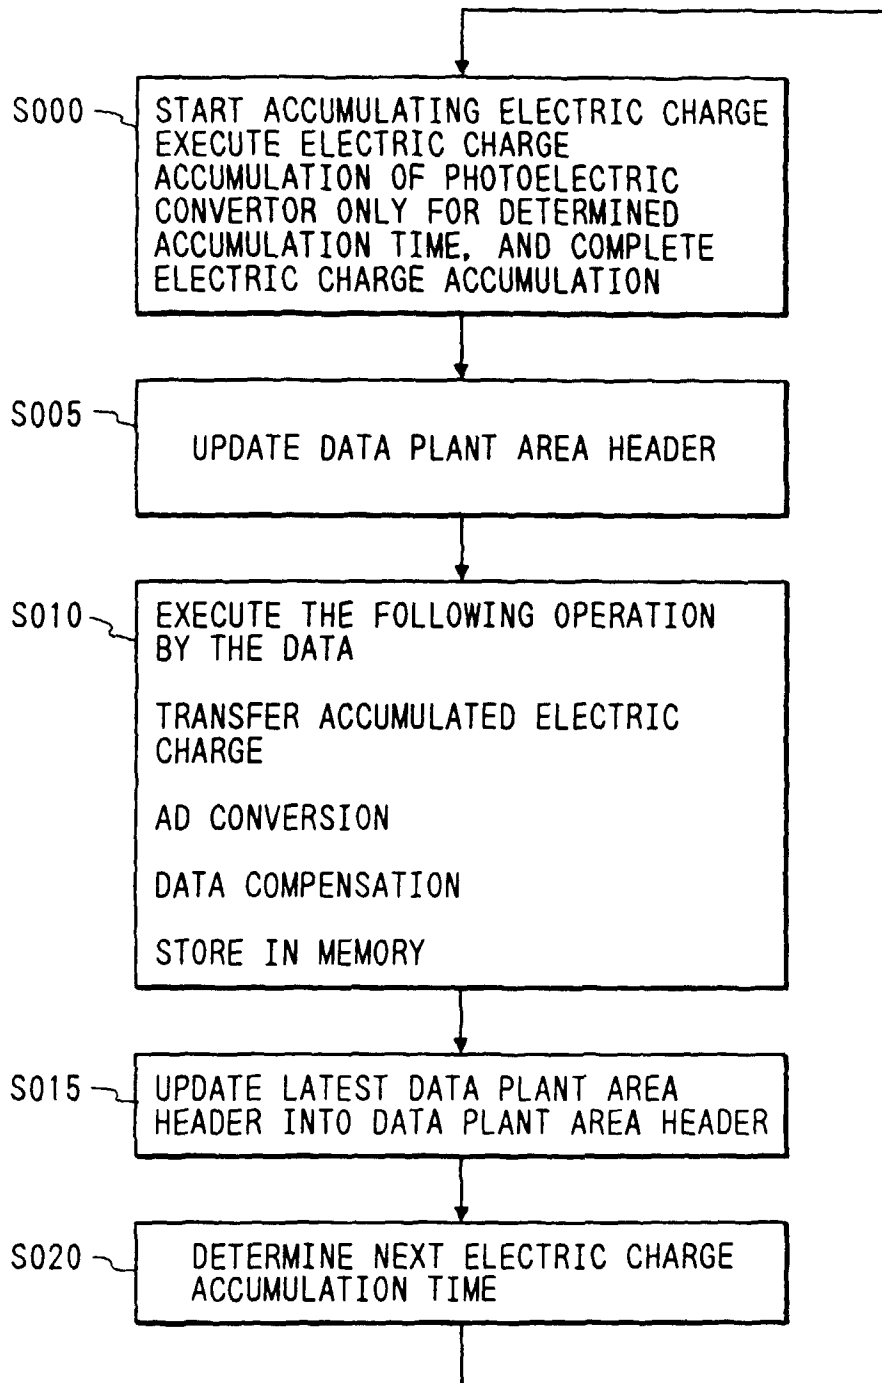 S000
START ACCUMULATING ELECTRIC CHARGE
EXECUTE ELECTRIC CHARGE
ACCUMULATION OF PHOTOELECTRIC
CONVERTOR ONLY FOR DETERMINED
ACCUMULATION TIME, AND COMPLETE
ELECTRIC CHARGE ACCUMULATION
S005
UPDATE DATA PLANT AREA HEADER
S010
EXECUTE THE FOLLOWING OPERATION
BY THE DATA
TRANSFER ACCUMULATED ELECTRIC
CHARGE
AD CONVERSION
DATA COMPENSATION
STORE IN MEMORY
S015
UPDATE LATEST DATA PLANT AREA
HEADER INTO DATA PLANT AREA HEADER
S020
DETERMINE NEXT ELECTRIC CHARGE
ACCUMULATION TIME